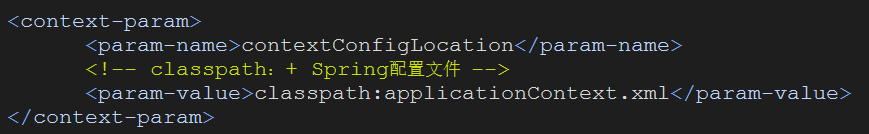 <context-param>
<param-name>contextConfigLocation</param-name>
<!-- classpath：+ Spring配置文件 -->
<param-value>classpath:applicationContext.xml</param-value>
</context-param>